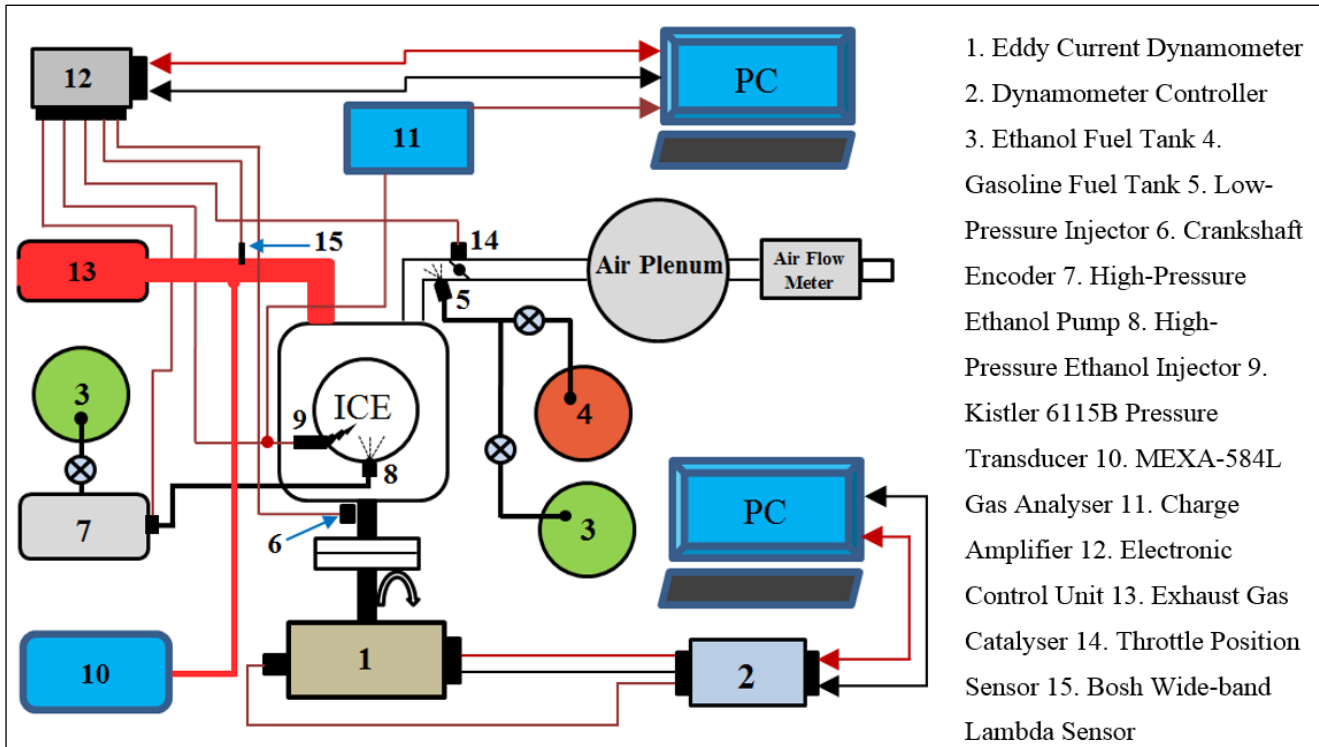 12
PC
11
15
14
13
Air Plenum
Air Flow
Meter
5
3
ICE
9
4
8
7
6
3
PC
10
1
2
1. Eddy Current Dynamometer
2. Dynamometer Controller
3. Ethanol Fuel Tank 4.
Gasoline Fuel Tank 5. Low-
Pressure Injector 6. Crankshaft
Encoder 7. High-Pressure
Ethanol Pump 8. High-
Pressure Ethanol Injector 9.
Kistler 6115B Pressure
Transducer 10. MEXA-584L
Gas Analyser 11. Charge
Amplifier 12. Electronic
Control Unit 13. Exhaust Gas
Catalyser 14. Throttle Position
Sensor 15. Bosh Wide-band
Lambda Sensor